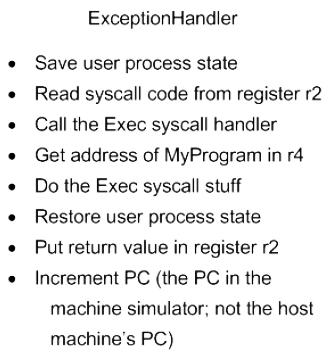 ExceptionHandler
• Save user process state
• Read syscall code from register r2
• Call the Exec syscall handler
• Get address of MyProgram in r4
• Do the Exec syscall stuff
• Restore user process state
• Put return value in register r2
• Increment PC (the PC in the
machine simulator; not the host
machine's PC)